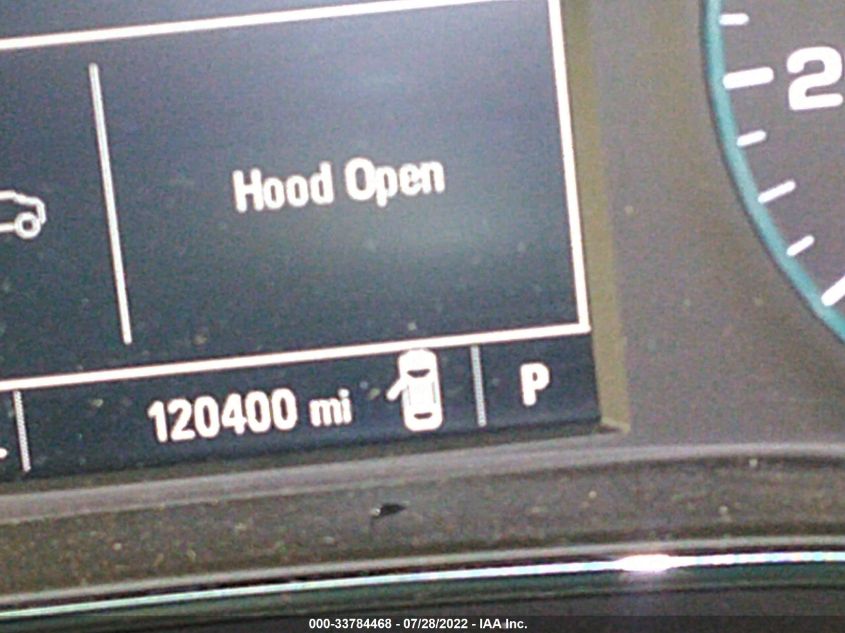 2
Hood Open
120400 mi
P
000-33784468 - 07/28/2022 - IAA Inc.